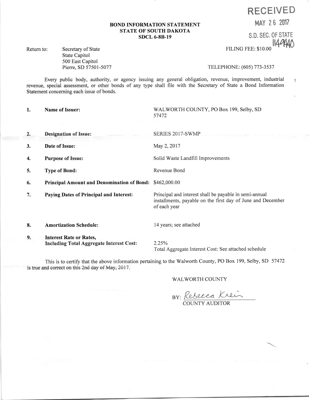 RECEIVED
MAY 26 2017
S.D. SEC. OF STATE
BOND INFORMATION STATEMENT
STATE OF SOUTH DAKOTA
SDCL 6-8B-19
Return to: Secretary of State FILING FEE: $10.00
State Capitol
500 East Capitol
Pierre, SD 57501-5077 TELEPHONE: (605) 773-3537
Every public body, authority, or agency issuing any general obligation, revenue, improvement, industrial
revenue, special assessment, or other bonds of any type shall file with the Secretary of State a Bond Information
Statement concerning each issue of bonds.
1. Name of Issuer: WALWORTH COUNTY, PO Box 199, Selby, SD
57472
2. Designation of Issue: SERIES 2017-SWMP
3. Date of Issue: May 2, 2017
4. Purpose of Issue: Solid Waste Landfill Improvements
5. Type of Bond: Revenue Bond
6. Principal Amount and Denomination of Bond: $462,000.00
7. Paying Dates of Principal and Interest: Principal and interest shall be payable in semi-annual
installments, payable on the first day of June and December
of each year
8. Amortization Schedule: 14 years; see attached
9. Interest Rate or Rates,
Including Total Aggregate Interest Cost: 2.25%
Total Aggregate Interest Cost: See attached schedule
This is to certify that the above information pertaining to the Walworth County, PO Box 199, Selby, SD 57472
is true and correct on this 2nd day of May, 2017.
WALWORTH COUNTY
BY: Rebecca Krein
COUNTY AUDITOR